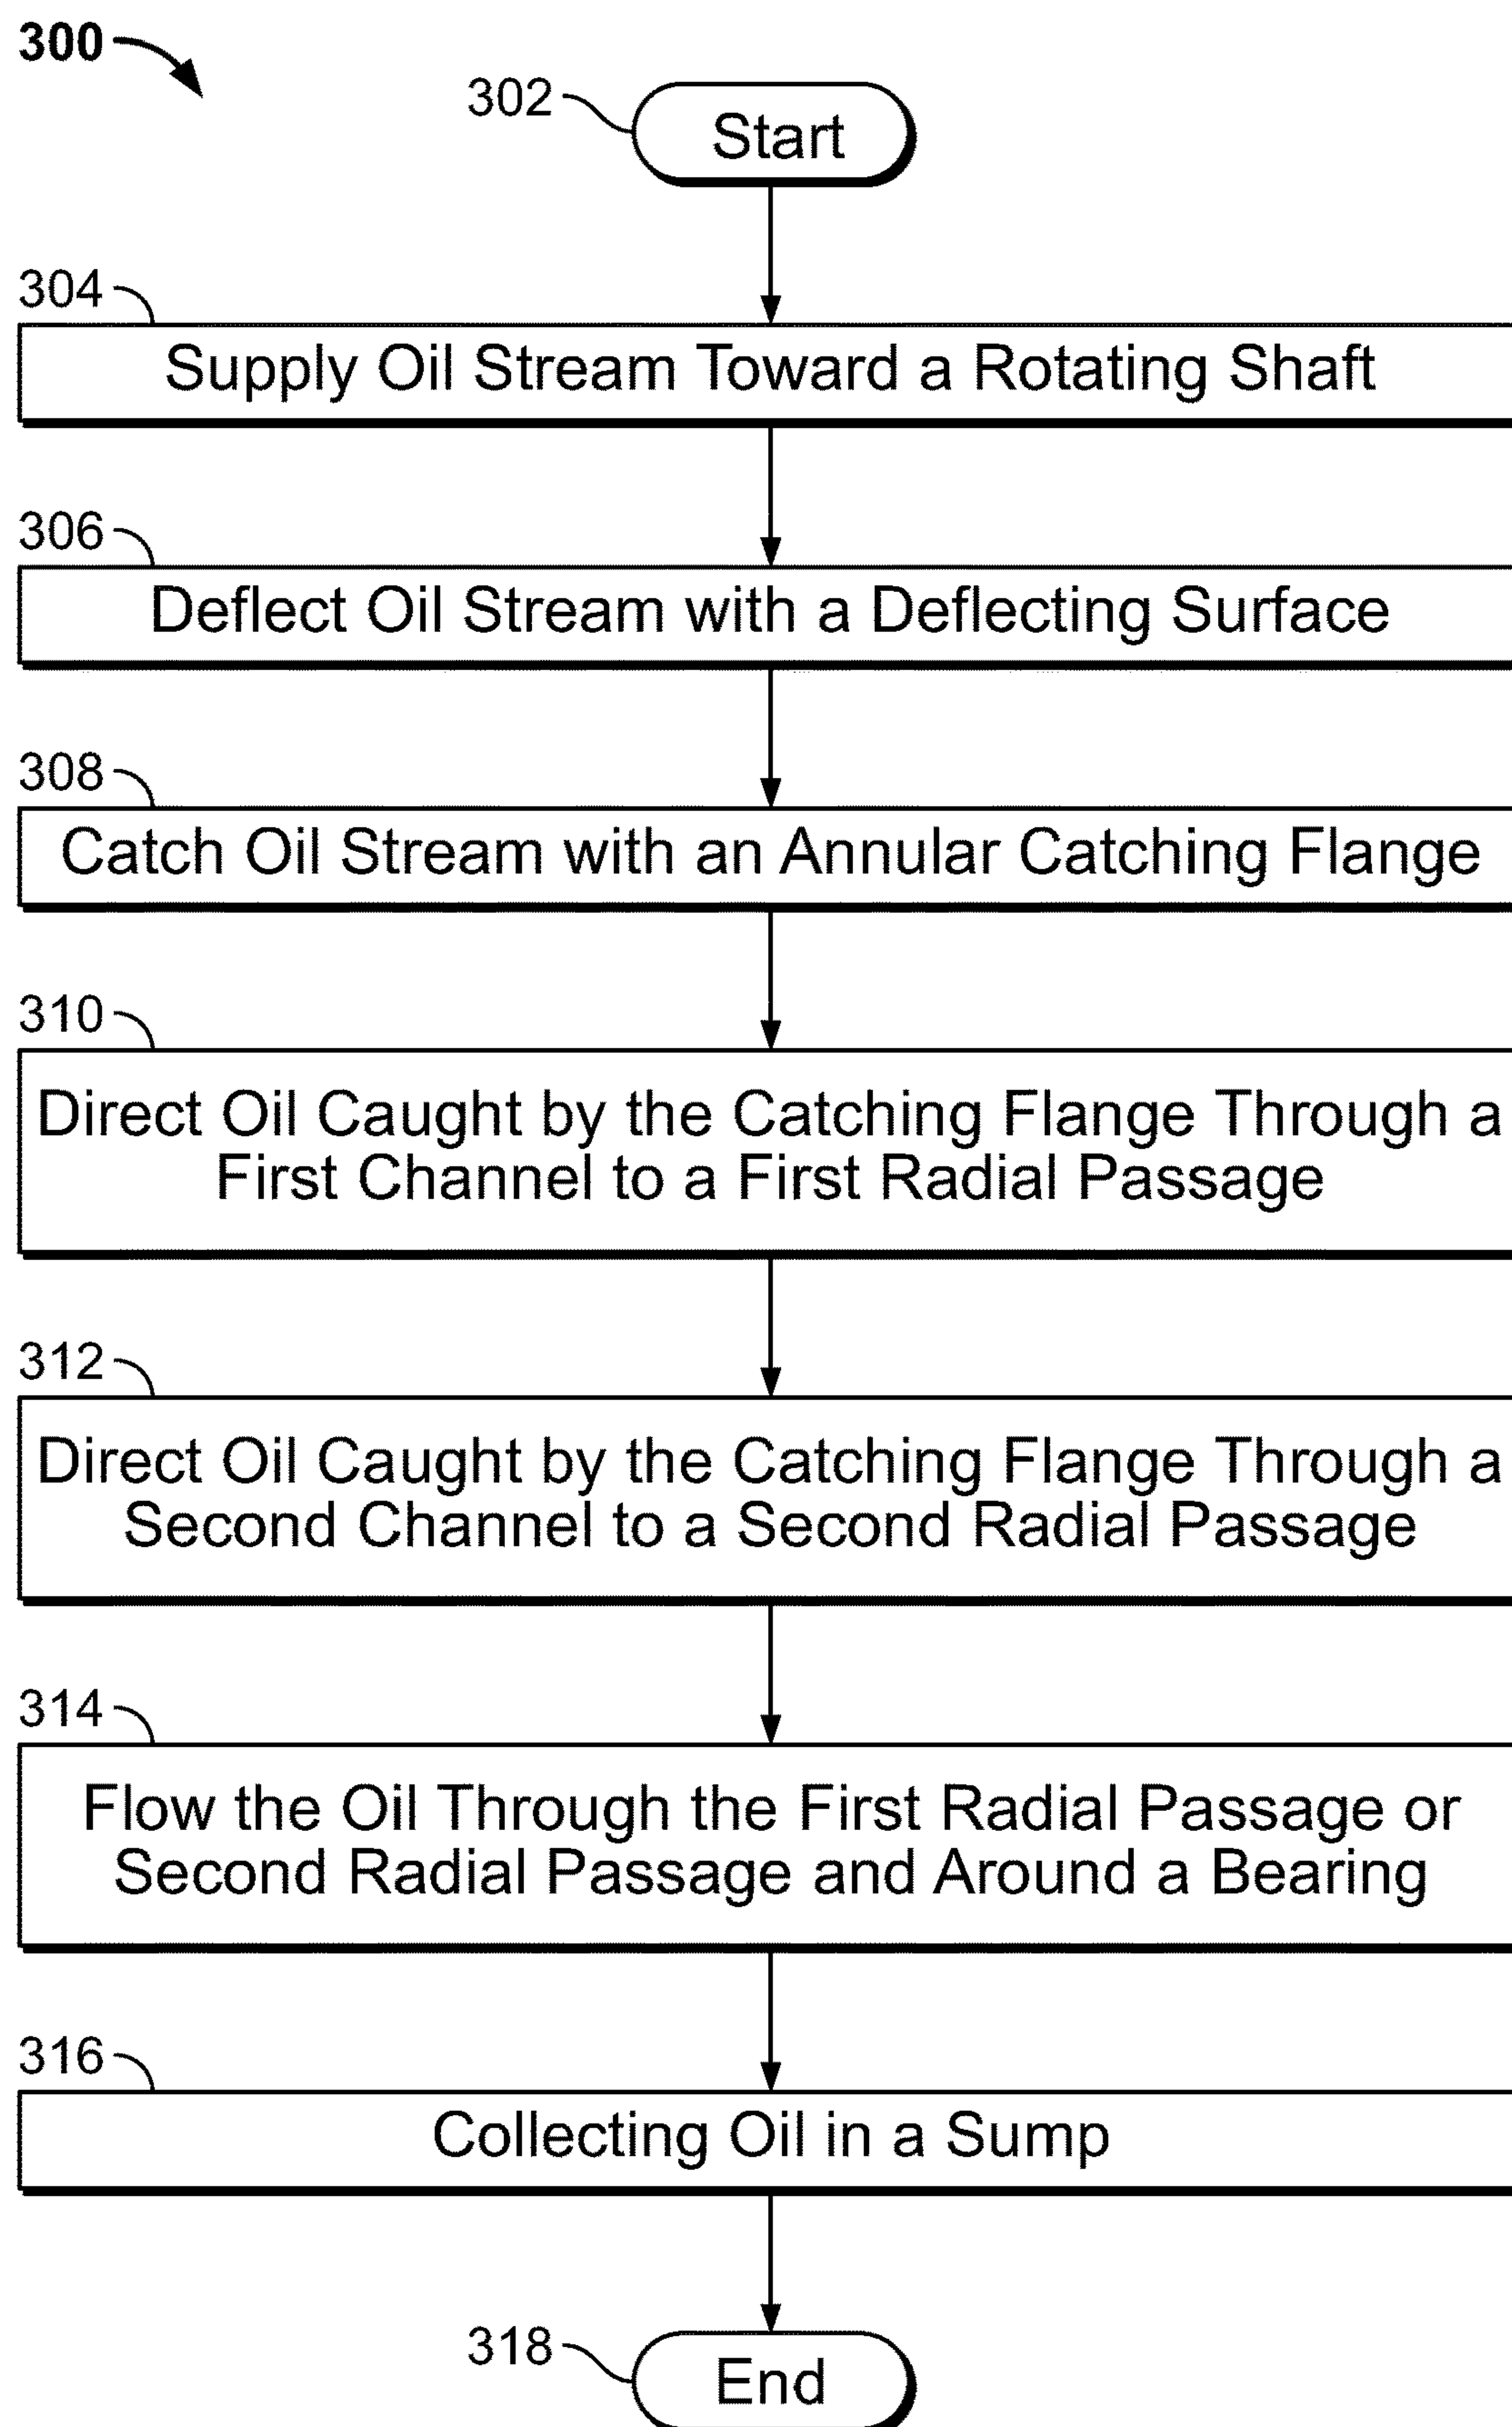 300
302
Start
304
Supply Oil Stream Toward a Rotating Shaft
306
Deflect Oil Stream with a Deflecting Surface
308
Catch Oil Stream with an Annular Catching Flange
310
Direct Oil Caught by the Catching Flange Through a
First Channel to a First Radial Passage
312
Direct Oil Caught by the Catching Flange Through a
Second Channel to a Second Radial Passage
314
Flow the Oil Through the First Radial Passage or
Second Radial Passage and Around a Bearing
316
Collecting Oil in a Sump
318
End